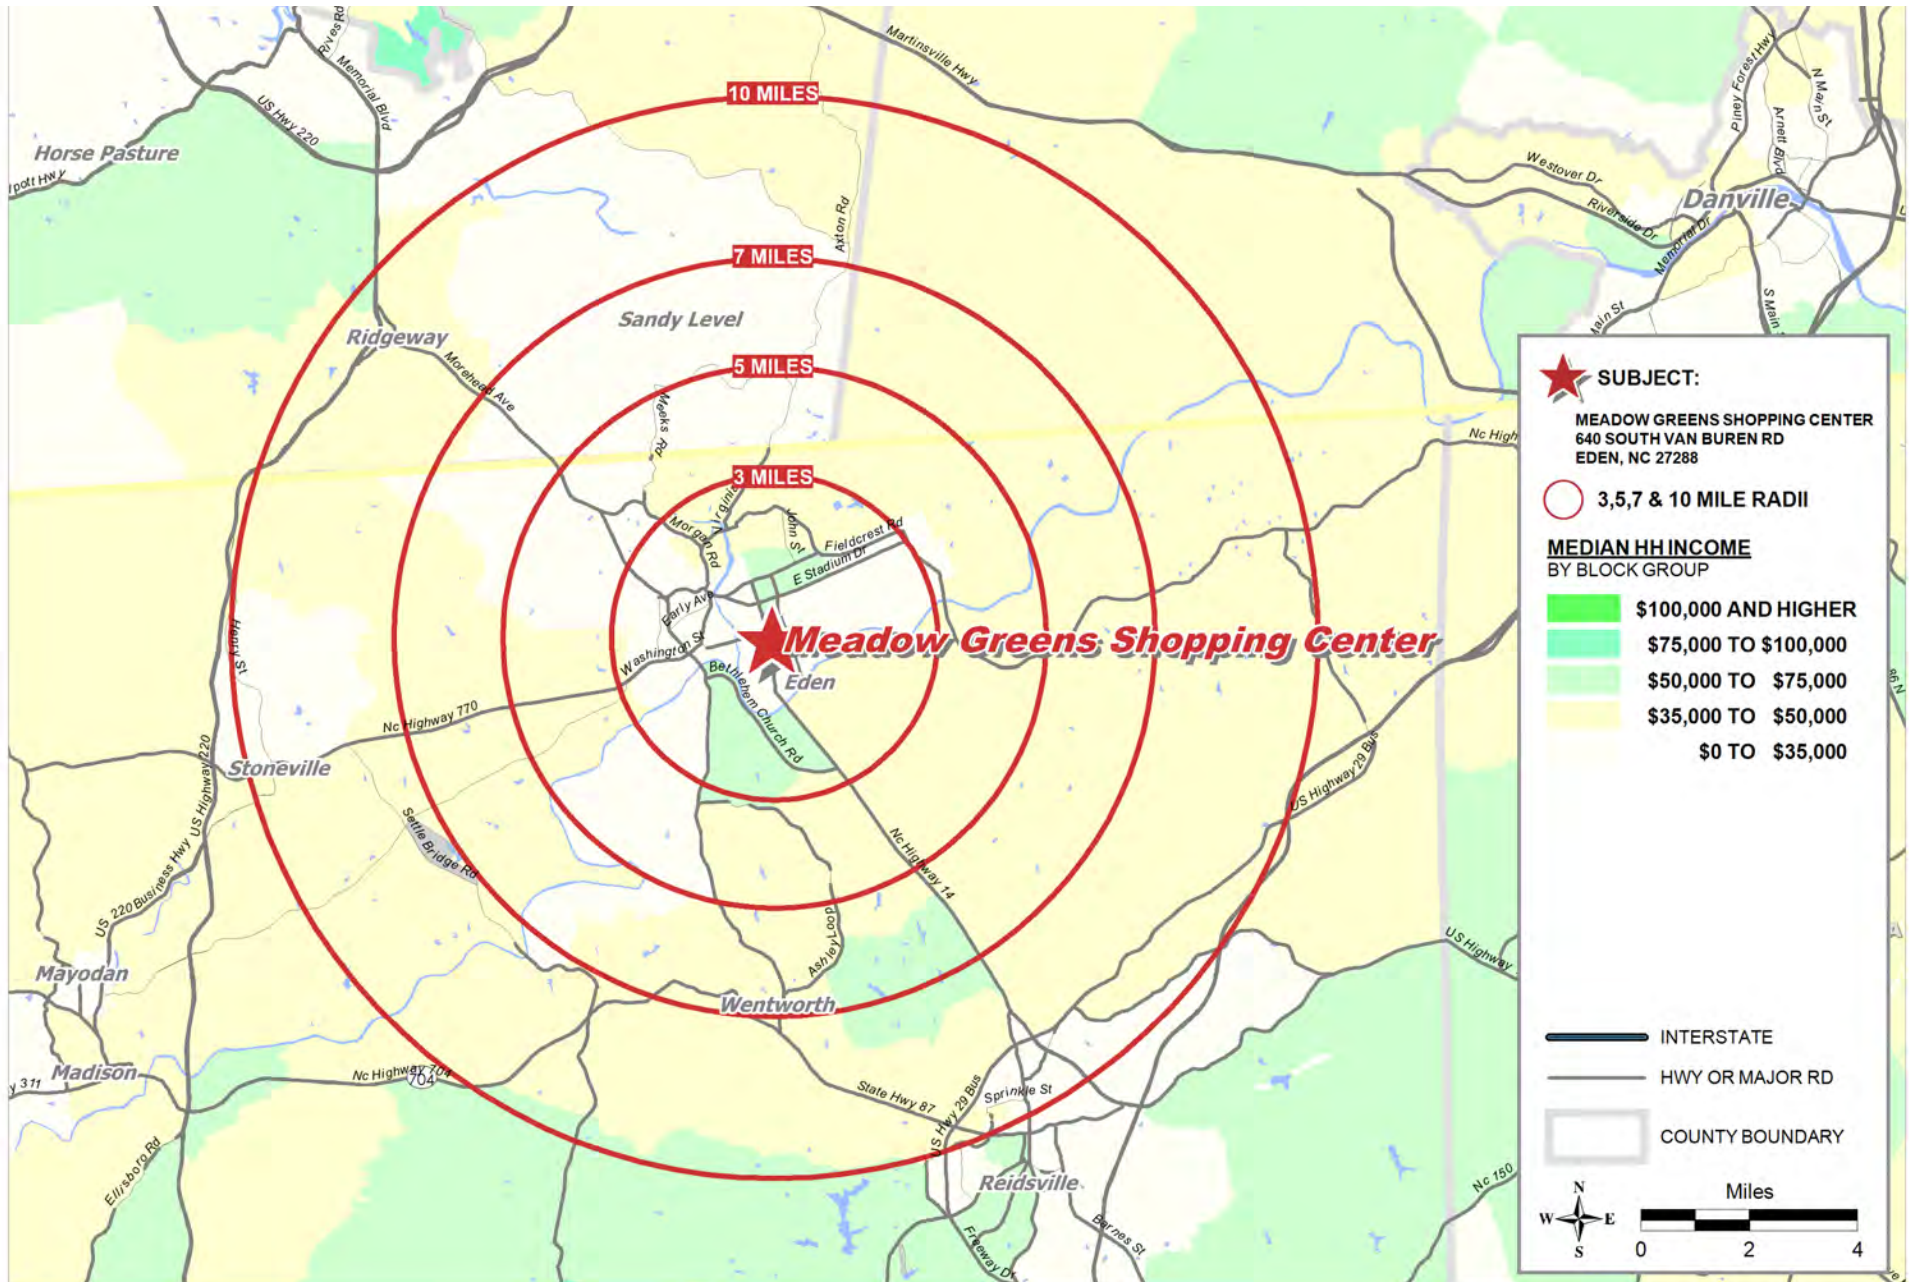 Rives Rd
Memorial Blvd
US Hwy 220
Horse Pasture
Martinsville Hwy
10 MILES
Axton Rd
7 MILES
Sandy Level
Ridgeway
Morehead Ave
5 MILES
Meeks Rd
3 MILES
Virginia
Morgan Rd
John St
Fieldcrest Rd
E Stadium Dr
Early Ave
Washington St
Meadow Greens Shopping Center
Eden
Bethlehem Church Rd
Henry St
Nc Highway 770
Stoneville
US Highway 220
US 220 Business Hwy
Settle Bridge Rd
Nc Highway 14
US Highway 29 Bus
Ashley Loop
Mayodan
Wentworth
Madison
y 311
Nc Highway 704
704
State Hwy 87
US Hwy 29 Bus
Sprinkle St
Ellisboro Rd
Reidsville
Freeway Dr
Barnes St
US Highway
Nc 150
Nc High
Piney Forest Hwy
N Main St
Arnett Blvd
Westover Dr
Riverside Dr
Danville
Memorial Dr
S Main
ain St
86 N
SUBJECT:
MEADOW GREENS SHOPPING CENTER
640 SOUTH VAN BUREN RD
EDEN, NC 27288
3,5,7 & 10 MILE RADII
MEDIAN HH INCOME
BY BLOCK GROUP
$100,000 AND HIGHER
$75,000 TO $100,000
$50,000 TO $75,000
$35,000 TO $50,000
$0 TO $35,000
INTERSTATE
HWY OR MAJOR RD
COUNTY BOUNDARY
N
W E
S
Miles
0 2 4